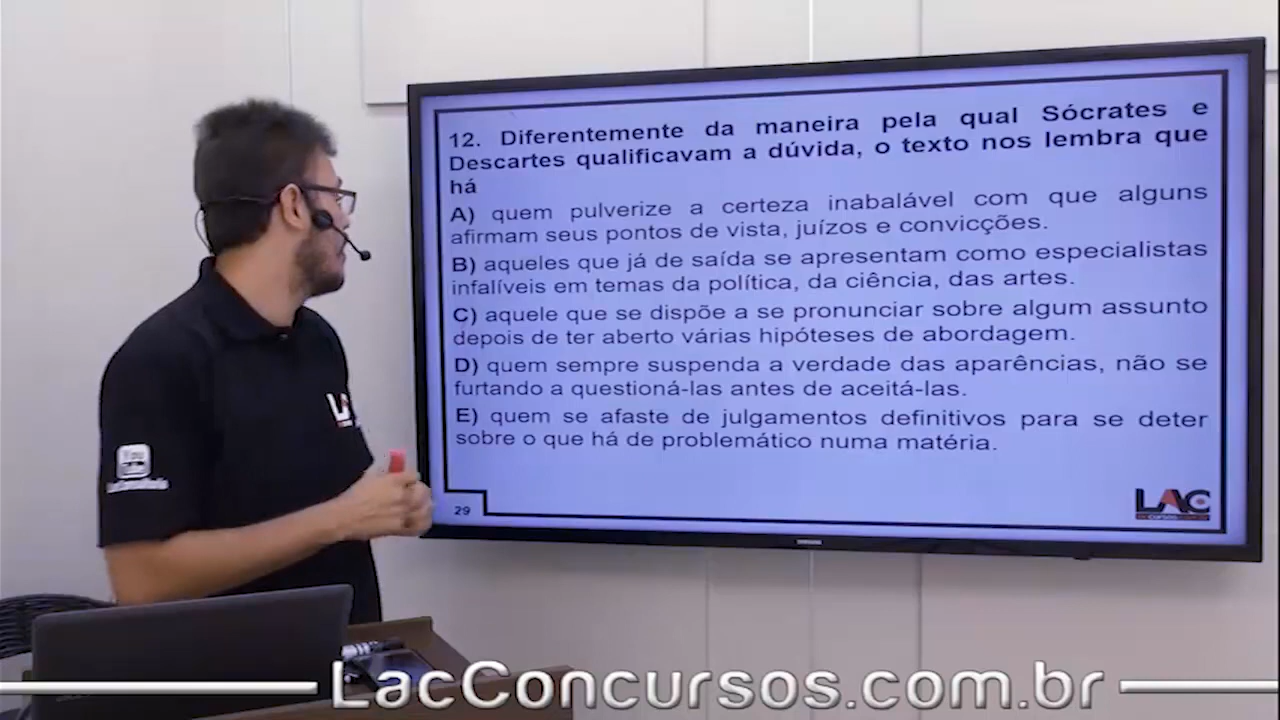 12. Diferentemente da maneira pela qual Sócrates e
Descartes qualificavam a dúvida, o texto nos lembra que
há
A) quem pulverize a certeza inabalável com que alguns
afirmam seus pontos de vista, juízos e convicções.
B) aqueles que já de saída se apresentam como especialistas
infalíveis em temas da política, da ciência, das artes.
C) aquele que se dispõe a se pronunciar sobre algum assunto
depois de ter aberto várias hipóteses de abordagem.
D) quem sempre suspenda a verdade das aparências, não se
furtando a questioná-las antes de aceitá-las.
E) quem se afaste de julgamentos definitivos para se deter
sobre o que há de problemático numa matéria.
29
LAC
You
LacConcursos.com.br